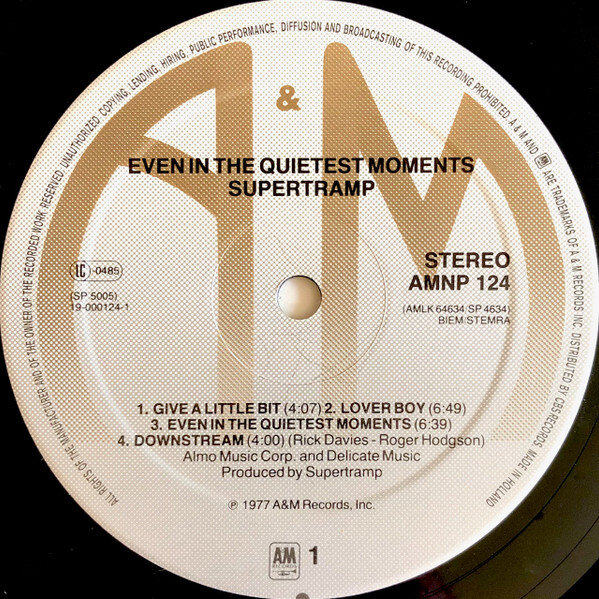 ALL RIGHTS OF THE MANUFACTURER AND OF THE OWNER OF THE RECORDED WORK RESERVED. UNAUTHORIZED COPYING, LENDING, HIRING, PUBLIC PERFORMANCE, DIFFUSION AND BROADCASTING OF THIS RECORDING PROHIBITED. A & M AND AM ARE TRADEMARKS OF A & M RECORDS INC. DISTRIBUTED BY CBS RECORDS. MADE IN HOLLAND
A & M
EVEN IN THE QUIETEST MOMENTS
SUPERTRAMP
LC-0485
(SP 5005)
19-000124-1
STEREO
AMNP 124
(AMLK 64634/SP 4634)
BIEM/STEMRA
1. GIVE A LITTLE BIT (4:07) 2. LOVER BOY (6:49)
3. EVEN IN THE QUIETEST MOMENTS (6:39)
4. DOWNSTREAM (4:00) (Rick Davies - Roger Hodgson)
Almo Music Corp. and Delicate Music
Produced by Supertramp
℗ 1977 A&M Records, Inc.
AM RECORDS 1